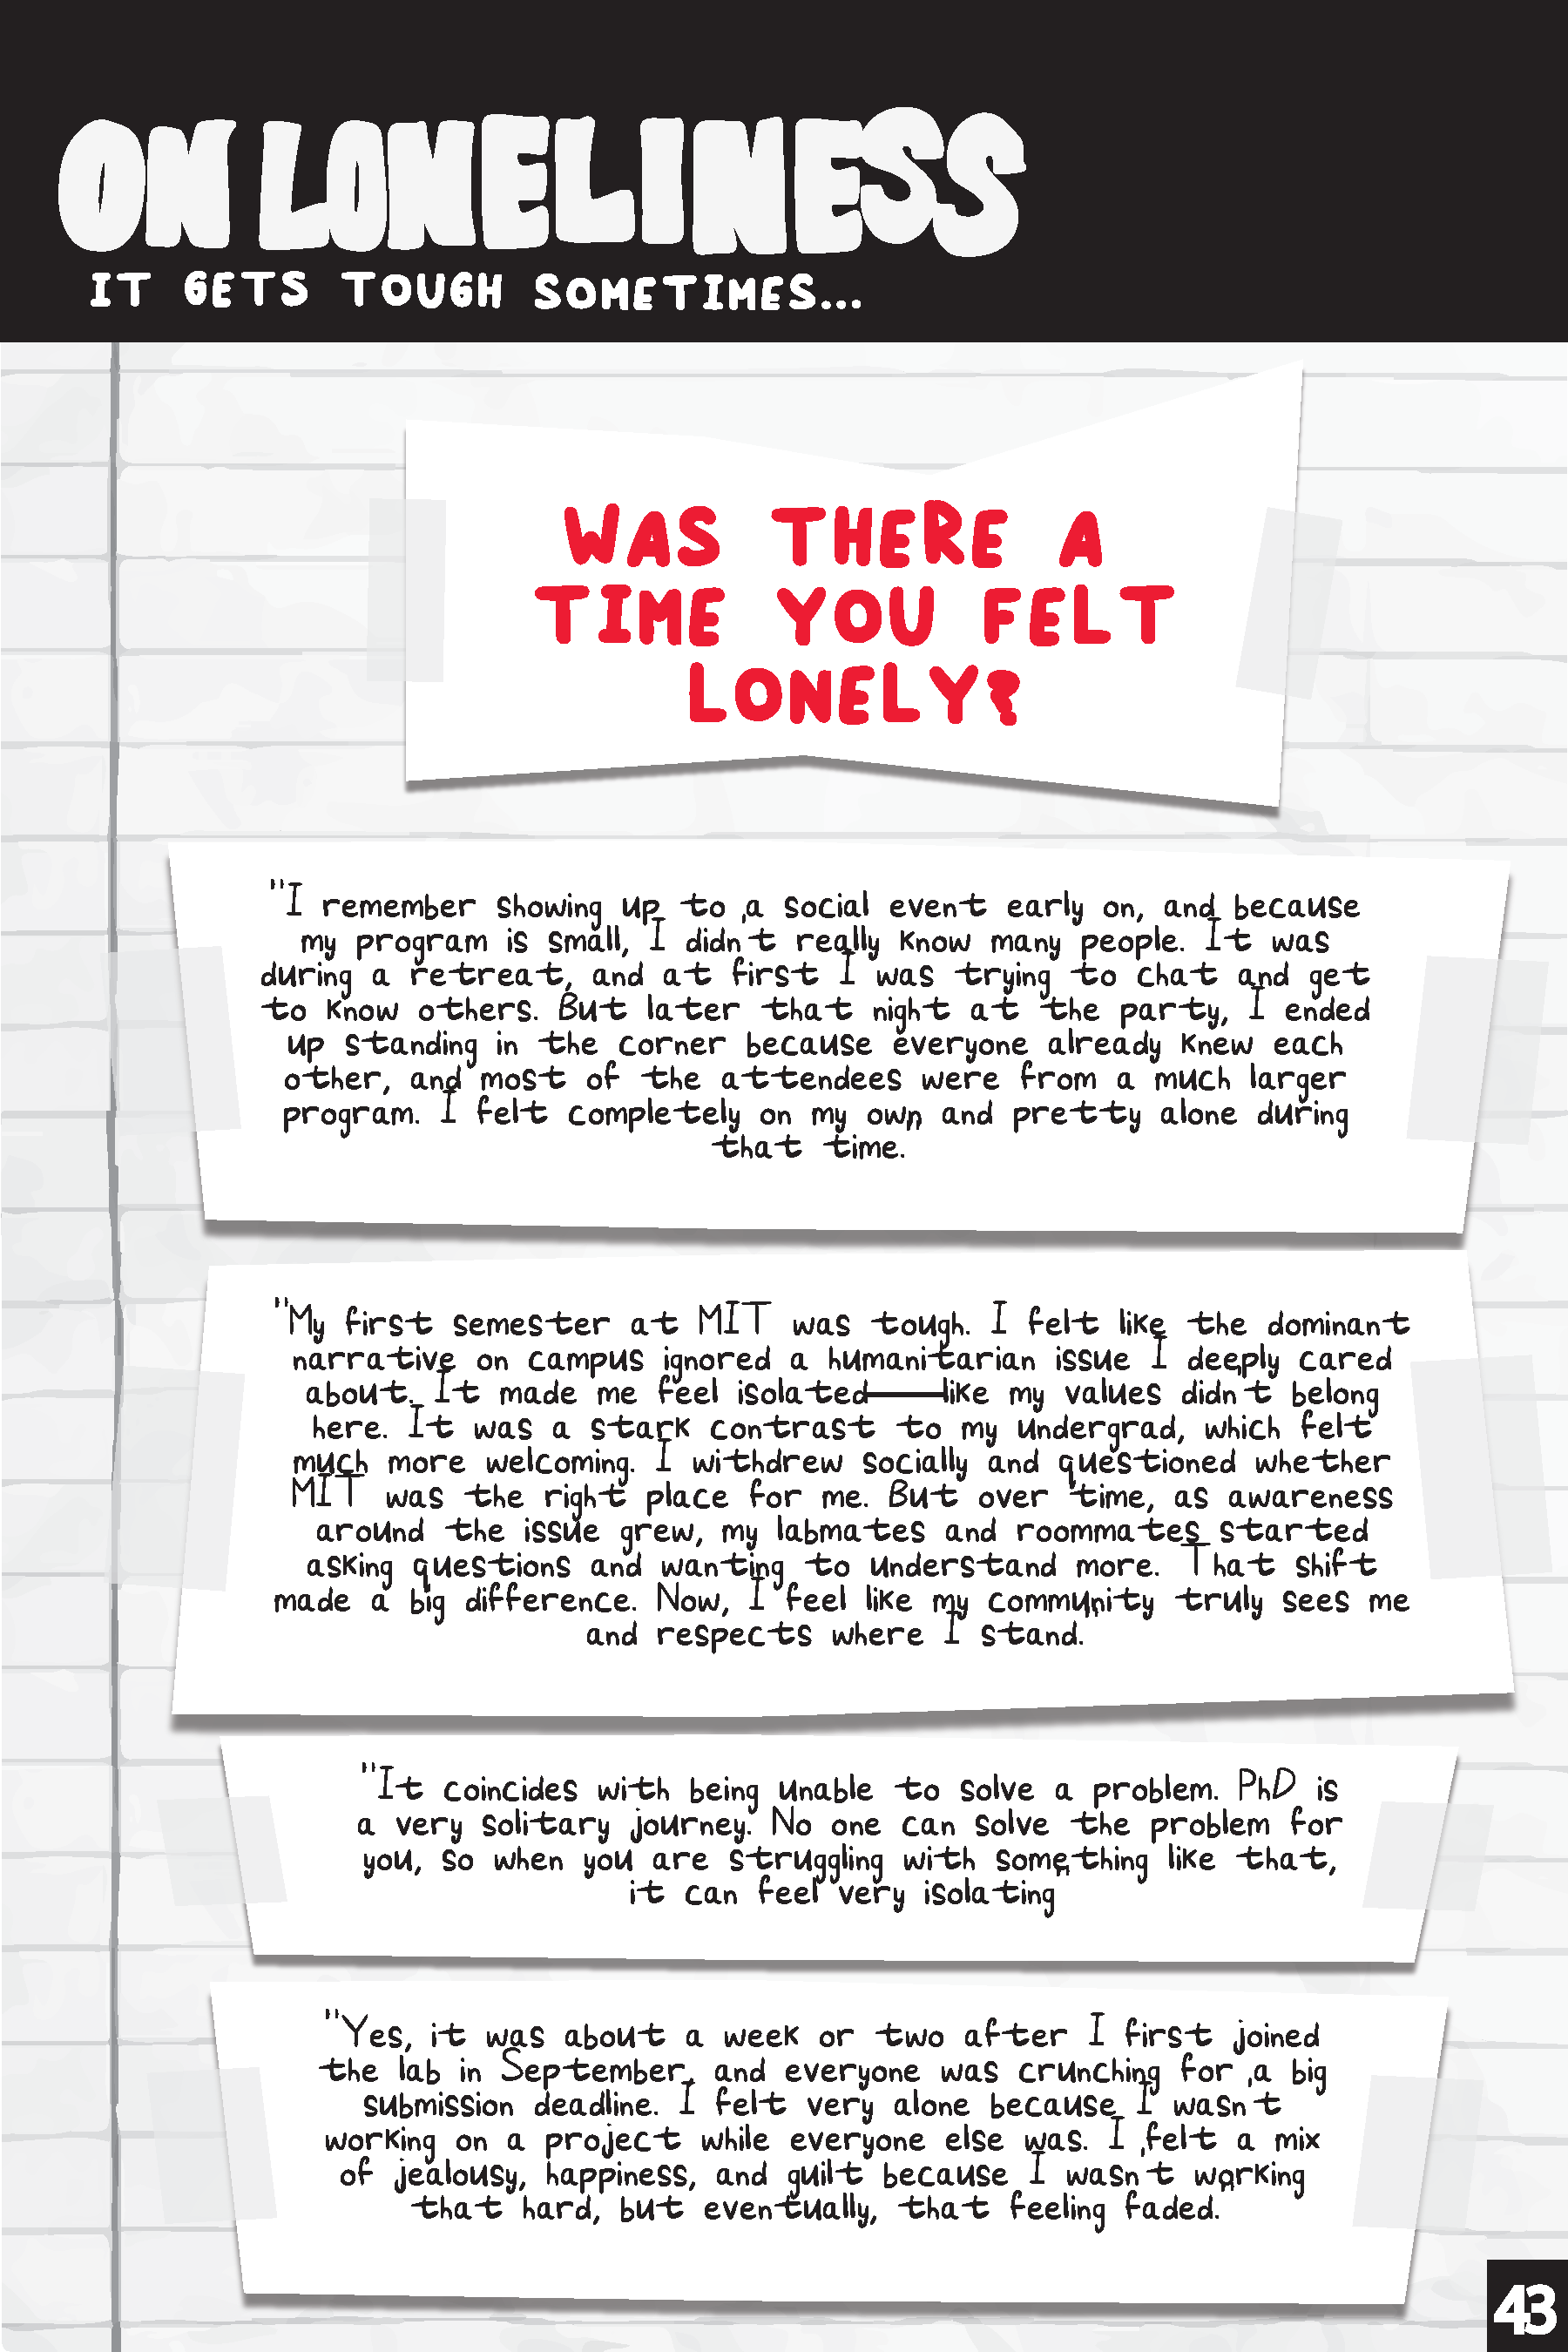 ON LONELINESS
IT GETS TOUGH SOMETIMES...
WAS THERE A
TIME YOU FELT
LONELY?
"I remember showing up to a social event early on, and because
my program is small, I didn't really know many people. It was
during a retreat, and at first I was trying to chat and get
to know others. But later that night at the party, I ended
up standing in the corner because everyone already knew each
other, and most of the attendees were from a much larger
program. I felt completely on my own and pretty alone during
that time.
"My first semester at MIT was tough. I felt like the dominant
narrative on campus ignored a humanitarian issue I deeply cared
about. It made me feel isolated—like my values didn't belong
here. It was a stark contrast to my undergrad, which felt
much more welcoming. I withdrew socially and questioned whether
MIT was the right place for me. But over time, as awareness
around the issue grew, my labmates and roommates started
asking questions and wanting to understand more. That shift
made a big difference. Now, I feel like my community truly sees me
and respects where I stand.
"It coincides with being unable to solve a problem. PhD is
a very solitary journey. No one can solve the problem for
you, so when you are struggling with something like that,
it can feel very isolating
"Yes, it was about a week or two after I first joined
the lab in September, and everyone was crunching for a big
submission deadline. I felt very alone because I wasn't
working on a project while everyone else was. I felt a mix
of jealousy, happiness, and guilt because I wasn't working
that hard, but eventually, that feeling faded.
43